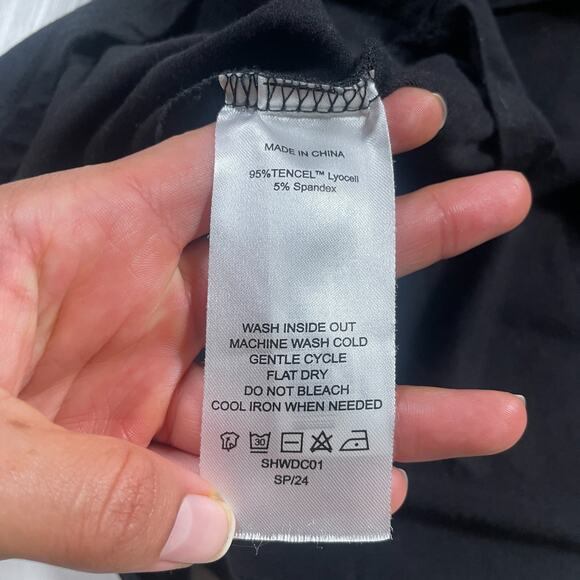 MADE IN CHINA
95%TENCEL™ Lyocell
5% Spandex
WASH INSIDE OUT
MACHINE WASH COLD
GENTLE CYCLE
FLAT DRY
DO NOT BLEACH
COOL IRON WHEN NEEDED
30
SHWDC01
SP/24